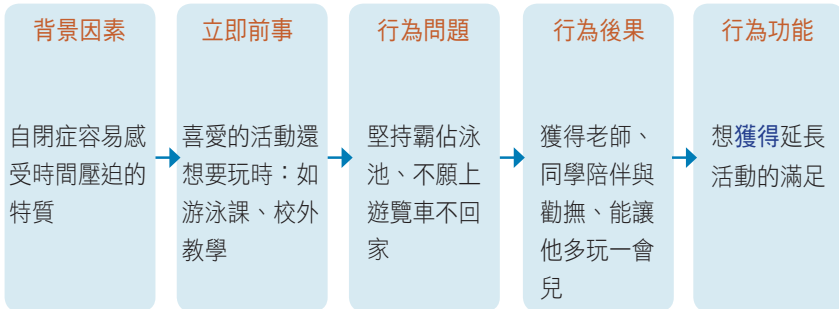 背景因素
自閉症容易感
受時間壓迫的
特質
立即前事
喜愛的活動還
想要玩時：如
游泳課、校外
教學
行為問題
堅持霸佔泳
池、不願上
遊覽車不回
家
行為後果
獲得老師、
同學陪伴與
勸撫、能讓
他多玩一會
兒
行為功能
想獲得延長
活動的滿足